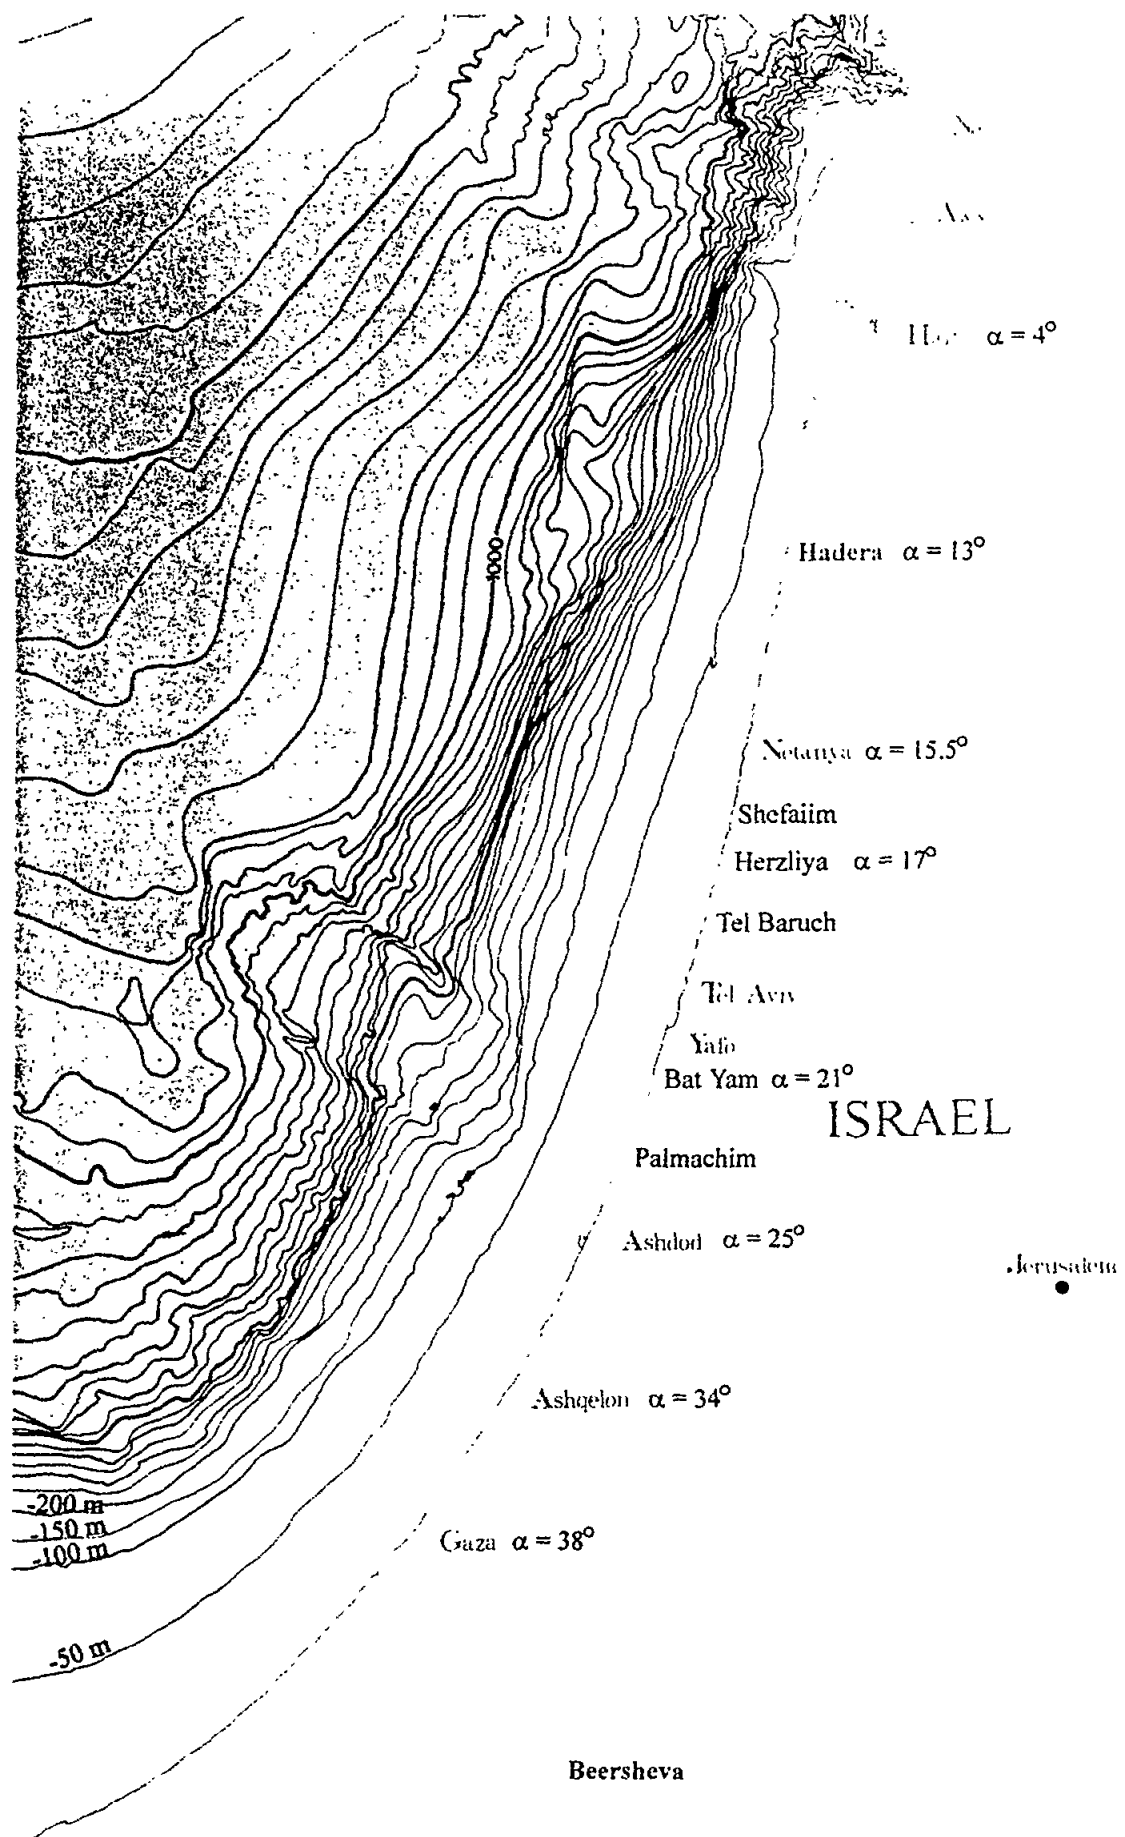 α = 4°
1000
Hadera α = 13°
Netanya α = 15.5°
Shefaiim
Herzliya α = 17°
Tel Baruch
Tel Aviv
Yafo
Bat Yam α = 21°
ISRAEL
Palmachim
Ashdod α = 25°
Jerusalem
Ashqelon α = 34°
-200 m
-150 m
-100 m
Gaza α = 38°
-50 m
Beersheva